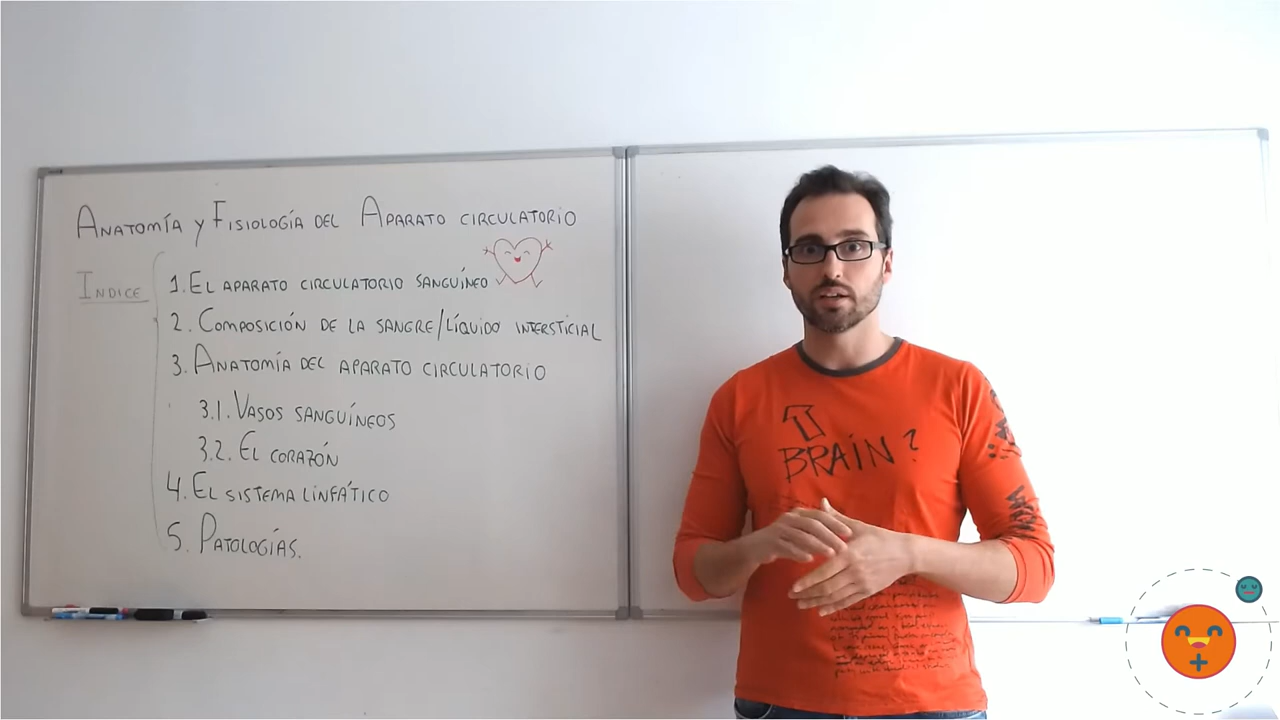 Anatomía y Fisiología del Aparato circulatorio
Indice
1. El aparato circulatorio sanguíneo
2. Composición de la sangre/líquido intersticial
3. Anatomía del aparato circulatorio
3.1. Vasos sanguíneos
3.2. El corazón
4. El sistema linfático
5. Patologías.
BRAIN?